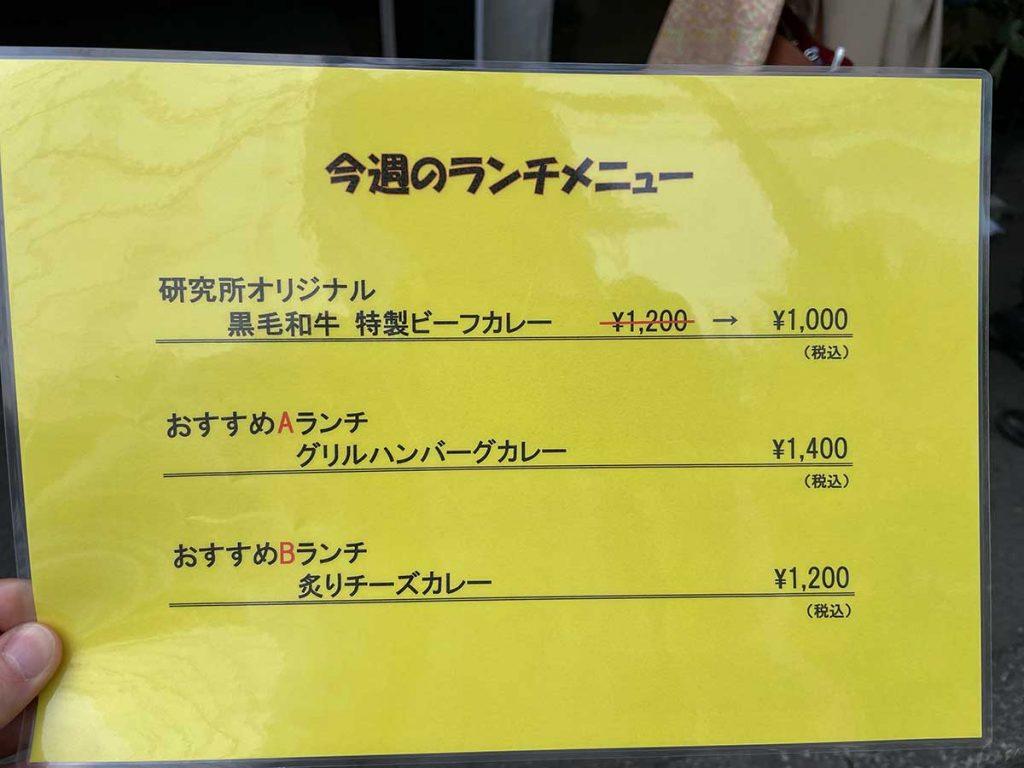 今週のランチメニュー
研究所オリジナル
黒毛和牛 特製ビーフカレー ¥1,200 → ¥1,000
(税込)
おすすめAランチ
グリルハンバーグカレー ¥1,400
(税込)
おすすめBランチ
炙りチーズカレー ¥1,200
(税込)